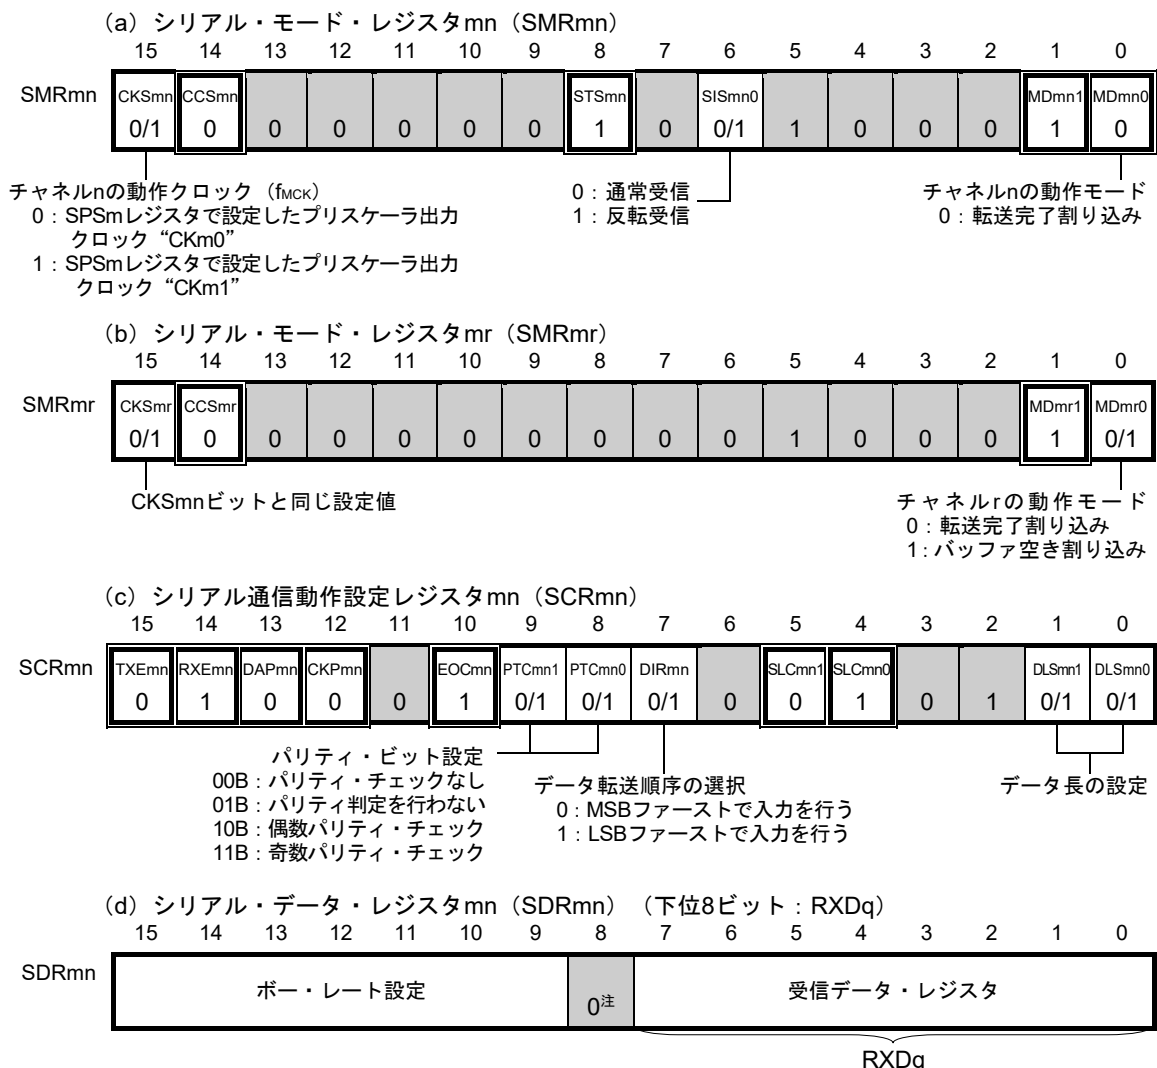 (a) シリアル・モード・レジスタmn（SMRmn）
15 14 13 12 11 10 9 8 7 6 5 4 3 2 1 0
SMRmn CKSmn CCSmn STSmn SISmn0 MDmn1 MDmn0
0/1 0 0 0 0 0 0 1 0 0/1 1 0 0 0 1 0
チャネルnの動作クロック（fMCK）
0：SPSmレジスタで設定したプリスケーラ出力
クロック“CKm0”
1：SPSmレジスタで設定したプリスケーラ出力
クロック“CKm1”
0：通常受信
1：反転受信
チャネルnの動作モード
0：転送完了割り込み
(b) シリアル・モード・レジスタmr（SMRmr）
15 14 13 12 11 10 9 8 7 6 5 4 3 2 1 0
SMRmr CKSmr CCSmr MDmr1 MDmr0
0/1 0 0 0 0 0 0 0 0 0 1 0 0 0 1 0/1
CKSmnビットと同じ設定値
チャネルrの動作モード
0：転送完了割り込み
1：バッファ空き割り込み
(c) シリアル通信動作設定レジスタmn（SCRmn）
15 14 13 12 11 10 9 8 7 6 5 4 3 2 1 0
SCRmn TXEmn RXEmn DAPmn CKPmn EOCmn PTCmn1 PTCmn0 DIRmn SLCmn1 SLCmn0 DLSmn1 DLSmn0
0 1 0 0 0 1 0/1 0/1 0/1 0 0 1 0 1 0/1 0/1
パリティ・ビット設定
00B：パリティ・チェックなし
01B：パリティ判定を行わない
10B：偶数パリティ・チェック
11B：奇数パリティ・チェック
データ転送順序の選択
0：MSBファーストで入力を行う
1：LSBファーストで入力を行う
データ長の設定
(d) シリアル・データ・レジスタmn（SDRmn）（下位8ビット：RXDq）
15 14 13 12 11 10 9 8 7 6 5 4 3 2 1 0
SDRmn ボー・レート設定 0注 受信データ・レジスタ
RXDq